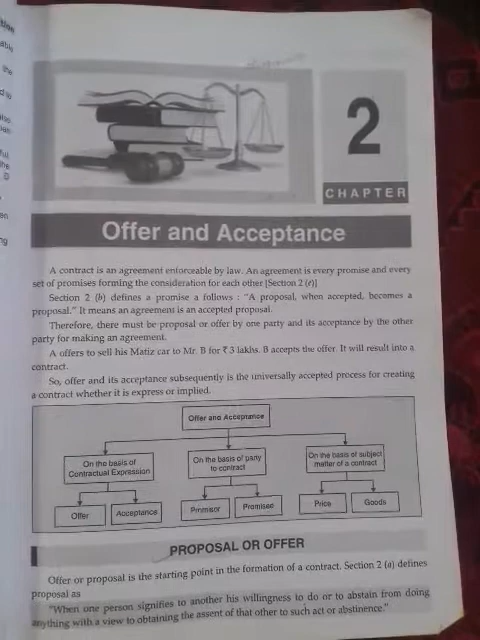 2
CHAPTER
Offer and Acceptance
A contract is an agreement enforceable by law. An agreement is every promise and every
set of promises forming the consideration for each other [Section 2 (e)]
Section 2 (b) defines a promise a follows : "A proposal, when accepted, becomes a
proposal." It means an agreement is an accepted proposal.
Therefore, there must be proposal or offer by one party and its acceptance by the other
party for making an agreement.
A offers to sell his Matiz car to Mr. B for ₹ 3 lakhs. B accepts the offer. It will result into a
contract.
So, offer and its acceptance subsequently is the universally accepted process for creating
a contract whether it is express or implied.
Offer and Acceptance
On the basis of
Contractual Expression
On the basis of party
to contract
On the basis of subject
matter of a contract
Offer
Acceptance
Promisor
Promisee
Price
Goods
PROPOSAL OR OFFER
Offer or proposal is the starting point in the formation of a contract. Section 2 (a) defines
proposal as
"When one person signifies to another his willingness to do or to abstain from doing
anything with a view to obtaining the assent of that other to such act or abstinence."